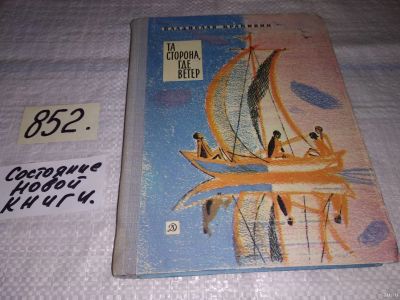 ВЛАДИСЛАВ КРАПИВИН
ТА
СТОРОНА,
ГДЕ
ВЕТЕР
852.
Состояние
новой
книги.